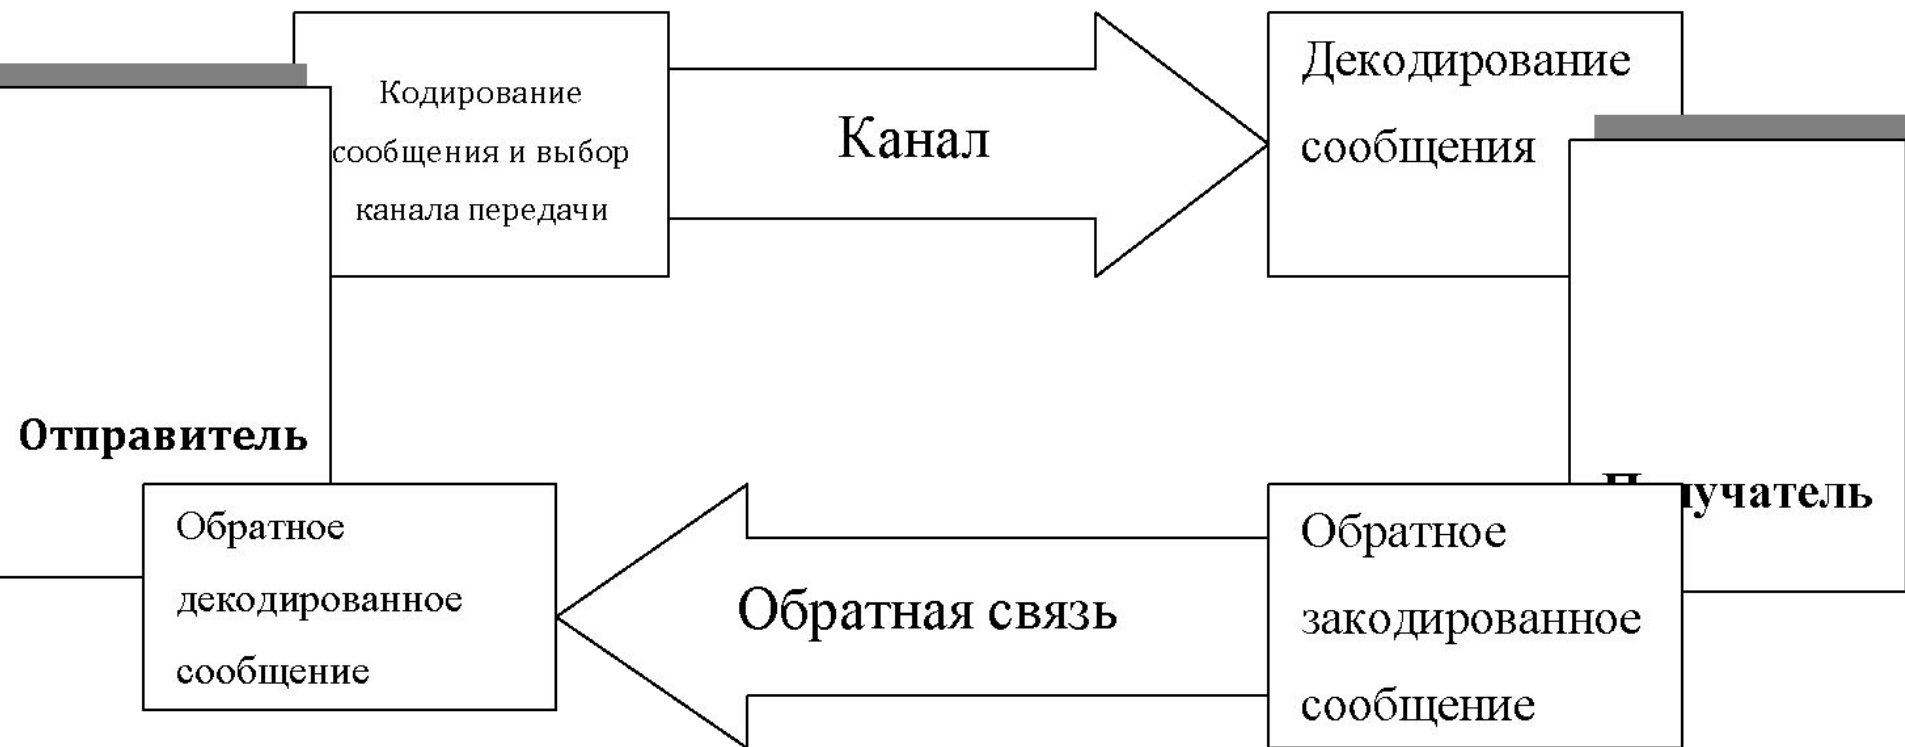 Кодирование
сообщения и выбор
канала передачи
Канал
Декодирование
сообщения
Отправитель
Обратное
декодированное
сообщение
Обратная связь
Обратное
закодированное
сообщение